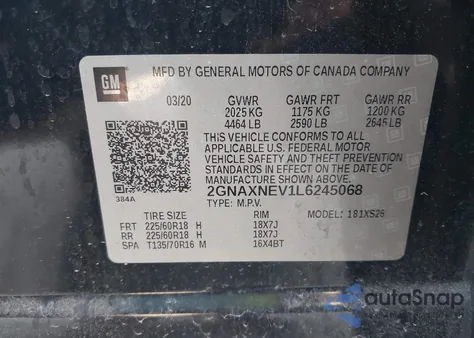 GM
MFD BY GENERAL MOTORS OF CANADA COMPANY
03/20 GVWR GAWR FRT GAWR RR
2025 KG 1175 KG 1200 KG
4464 LB 2590 LB 2645 LB
THIS VEHICLE CONFORMS TO ALL
APPLICABLE U.S. FEDERAL MOTOR
VEHICLE SAFETY AND THEFT PREVENTION
STANDARDS IN EFFECT ON THE DATE OF
MANUFACTURE SHOWN ABOVE.
384A
2GNAXNEV1L6245068
TYPE: M.P.V. MODEL: 181XS26
TIRE SIZE RIM
FRT 225/60R18 H 18X7J
RR 225/60R18 H 18X7J
SPA T135/70R16 M 16X4BT
autoSnap